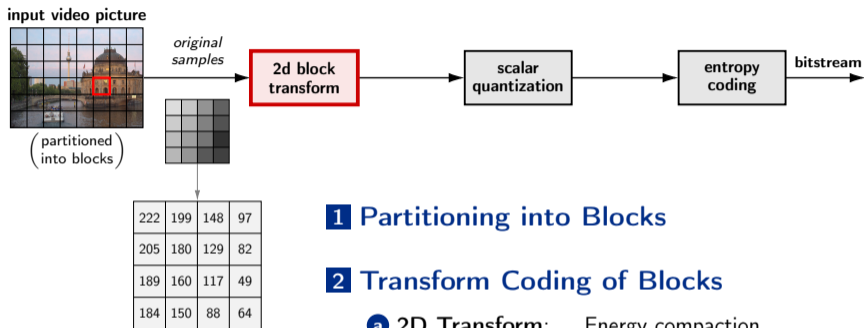 input video picture
original
samples
2d block
transform
scalar
quantization
entropy
coding
bitstream
(partitioned
into blocks)
222 199 148 97
205 180 129 82
189 160 117 49
184 150 88 64
1 Partitioning into Blocks
2 Transform Coding of Blocks
a 2D Transform: Energy compaction